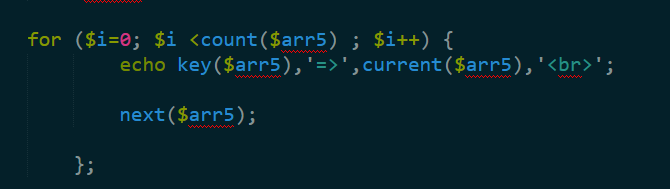 for ($i=0; $i <count($arr5) ; $i++) {
echo key($arr5),'=>',current($arr5),'<br>';
next($arr5);
};